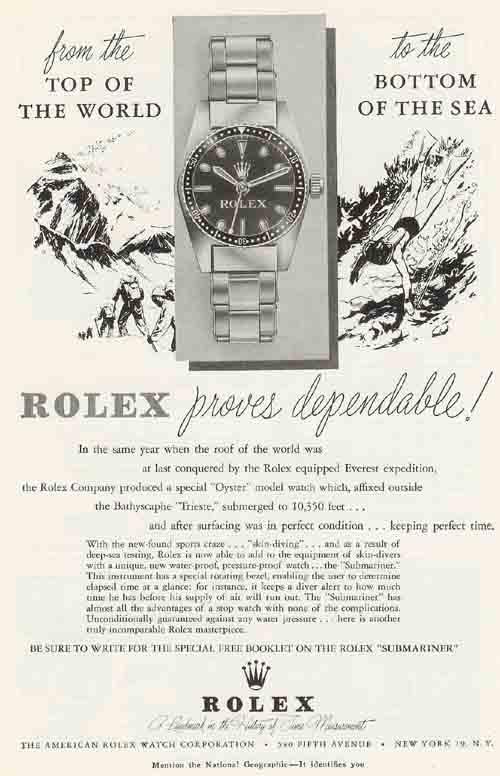 from the
TOP OF
THE WORLD
to the
BOTTOM
OF THE SEA
ROLEX
ROLEX proves dependable!
In the same year when the roof of the world was
at last conquered by the Rolex equipped Everest expedition,
the Rolex Company produced a special "Oyster" model watch which, affixed outside
the Bathyscaphe "Trieste," submerged to 10,350 feet . . .
and after surfacing was in perfect condition . . . keeping perfect time.
With the new-found sports craze . . . "skin-diving" . . . and as a result of
deep-sea testing, Rolex is now able to add to the equipment of skin-divers
with a unique, new water-proof, pressure-proof watch . . . the "Submariner."
This instrument has a special rotating bezel, enabling the user to determine
elapsed time at a glance: for instance, it keeps a diver alert to how much
time he has before his supply of air will run out. The "Submariner" has
almost all the advantages of a stop watch with none of the complications.
Unconditionally guaranteed against any water pressure . . . here is another
truly incomparable Rolex masterpiece.
BE SURE TO WRITE FOR THE SPECIAL FREE BOOKLET ON THE ROLEX "SUBMARINER"
ROLEX
A Landmark in the History of Time Measurement
THE AMERICAN ROLEX WATCH CORPORATION • 580 FIFTH AVENUE • NEW YORK 19, N. Y.
Mention the National Geographic—It identifies you